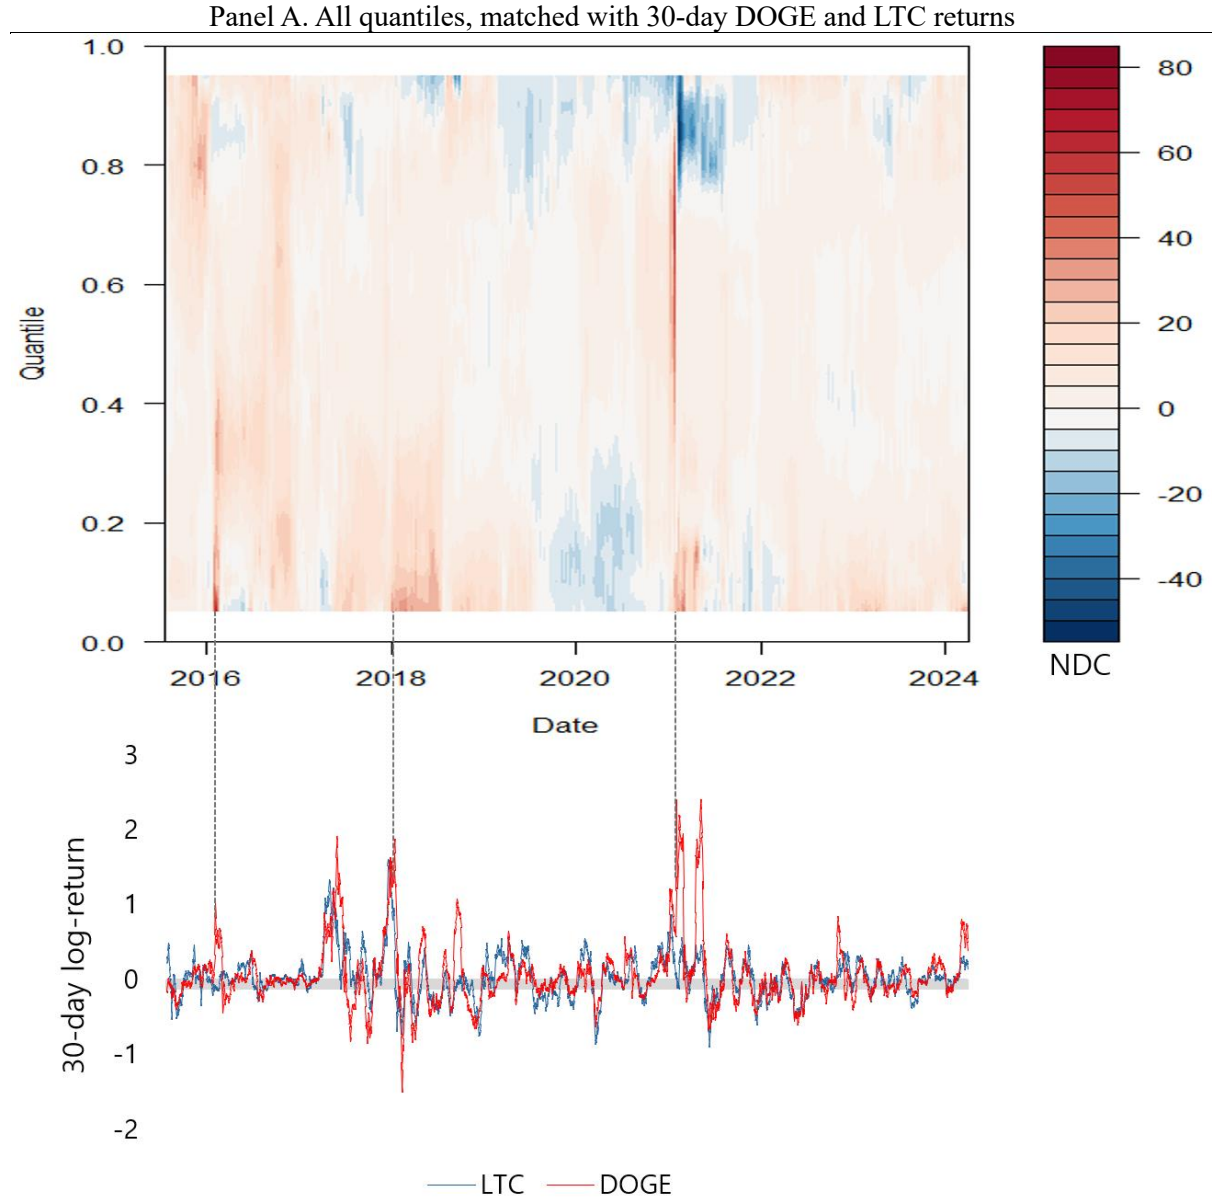 Panel A. All quantiles, matched with 30-day DOGE and LTC returns
1.0
0.8
0.6
0.4
0.2
0.0
Quantile
2016 2018 2020 2022 2024
Date
80
60
40
20
0
-20
-40
NDC
3
2
1
0
-1
-2
30-day log-return
LTC DOGE